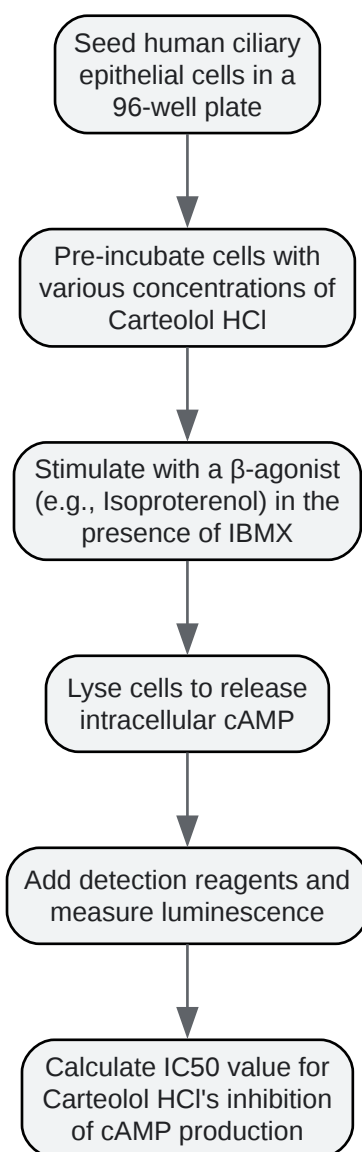 Seed human ciliary
epithelial cells in a
96-well plate
Pre-incubate cells with
various concentrations of
Carteolol HCl
Stimulate with a β-agonist
(e.g., Isoproterenol) in the
presence of IBMX
Lyse cells to release
intracellular cAMP
Add detection reagents and
measure luminescence
Calculate IC50 value for
Carteolol HCl's inhibition
of cAMP production